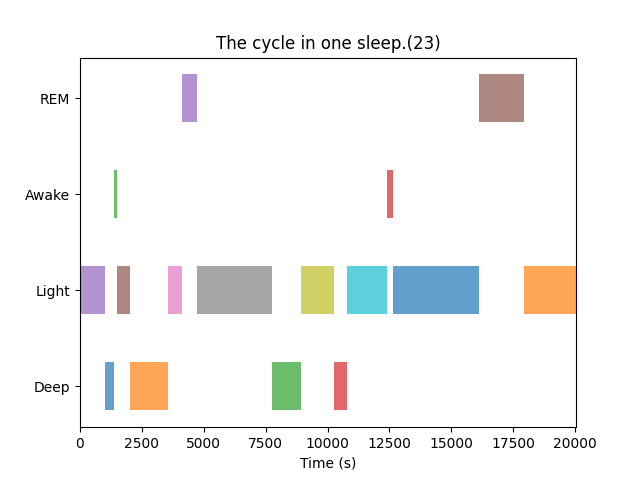 The cycle in one sleep.(23)
REM
Awake
Light
Deep
0 2500 5000 7500 10000 12500 15000 17500 20000
Time (s)